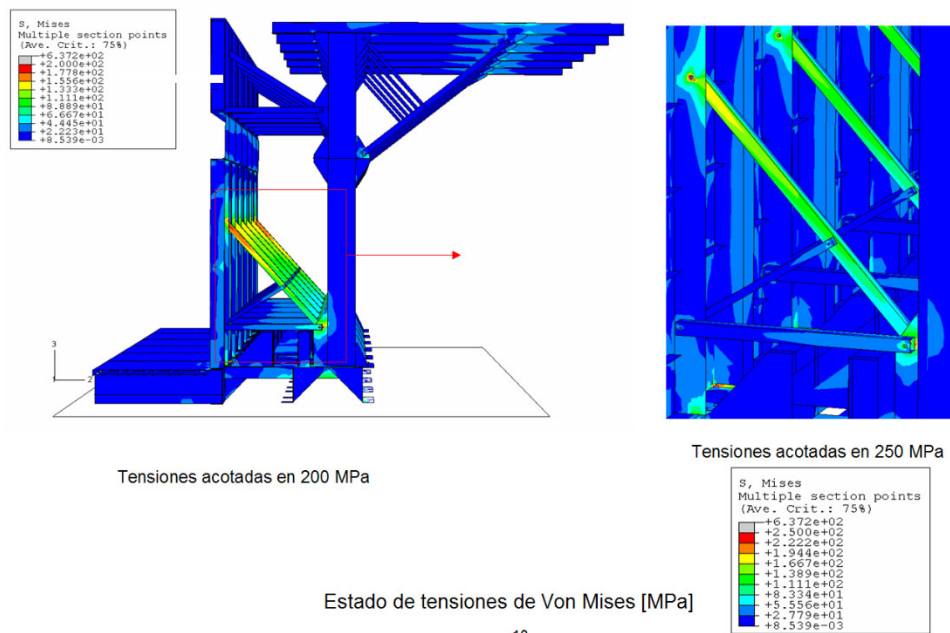 S, Mises
Multiple section points
(Ave. Crit.: 75%)
+6.372e+02
+2.000e+02
+1.778e+02
+1.556e+02
+1.333e+02
+1.111e+02
+8.889e+01
+6.667e+01
+4.445e+01
+2.223e+01
+8.539e-03
3
2
Tensiones acotadas en 200 MPa
Tensiones acotadas en 250 MPa
S, Mises
Multiple section points
(Ave. Crit.: 75%)
+6.372e+02
+2.500e+02
+2.222e+02
+1.944e+02
+1.667e+02
+1.389e+02
+1.111e+02
+8.334e+01
+5.556e+01
+2.779e+01
+8.539e-03
Estado de tensiones de Von Mises [MPa]